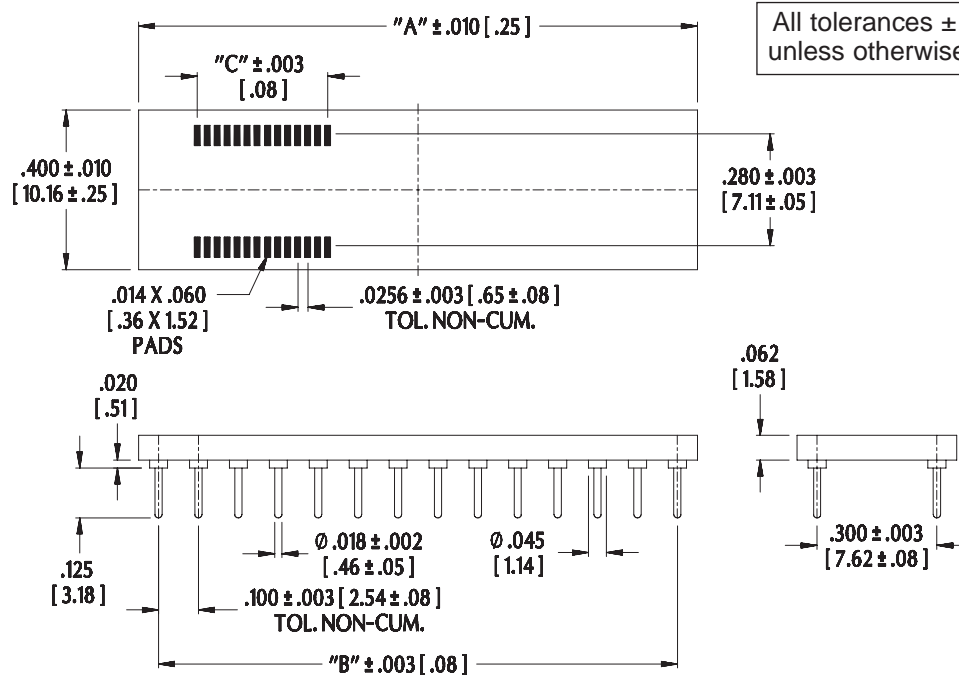 "A" ± .010 [ .25 ]
All tolerances ±
unless otherwise
"C" ± .003
[ .08 ]
.400 ± .010
[ 10.16 ± .25 ]
.280 ± .003
[ 7.11 ± .05 ]
.014 X .060
[ .36 X 1.52 ]
PADS
.0256 ± .003 [ .65 ± .08 ]
TOL. NON-CUM.
.020
[ .51 ]
.062
[ 1.58 ]
.125
[ 3.18 ]
Ø .018 ± .002
[ .46 ± .05 ]
Ø .045
[ 1.14 ]
.300 ± .003
[ 7.62 ± .08 ]
.100 ± .003 [ 2.54 ± .08 ]
TOL. NON-CUM.
"B" ± .003 [ .08 ]